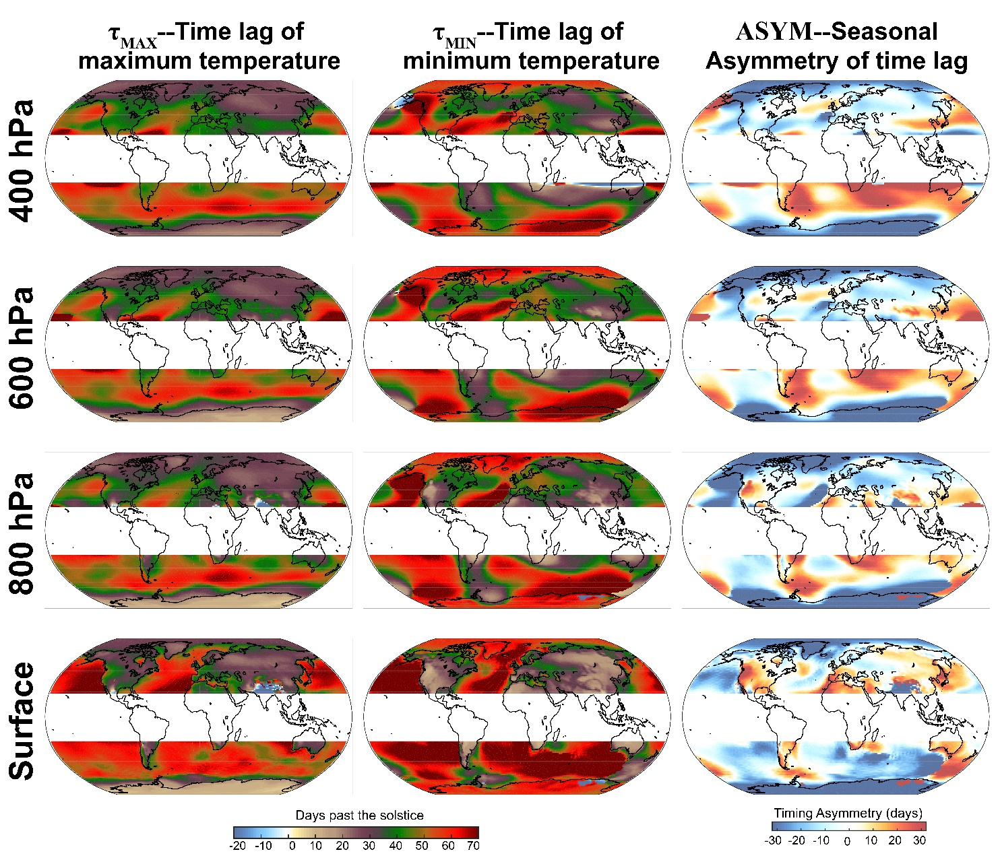 τMAX--Time lag of
maximum temperature
τMIN--Time lag of
minimum temperature
ASYM--Seasonal
Asymmetry of time lag
400 hPa
600 hPa
800 hPa
Surface
Days past the solstice
-20 -10 0 10 20 30 40 50 60 70
Timing Asymmetry (days)
-30 -20 -10 0 10 20 30